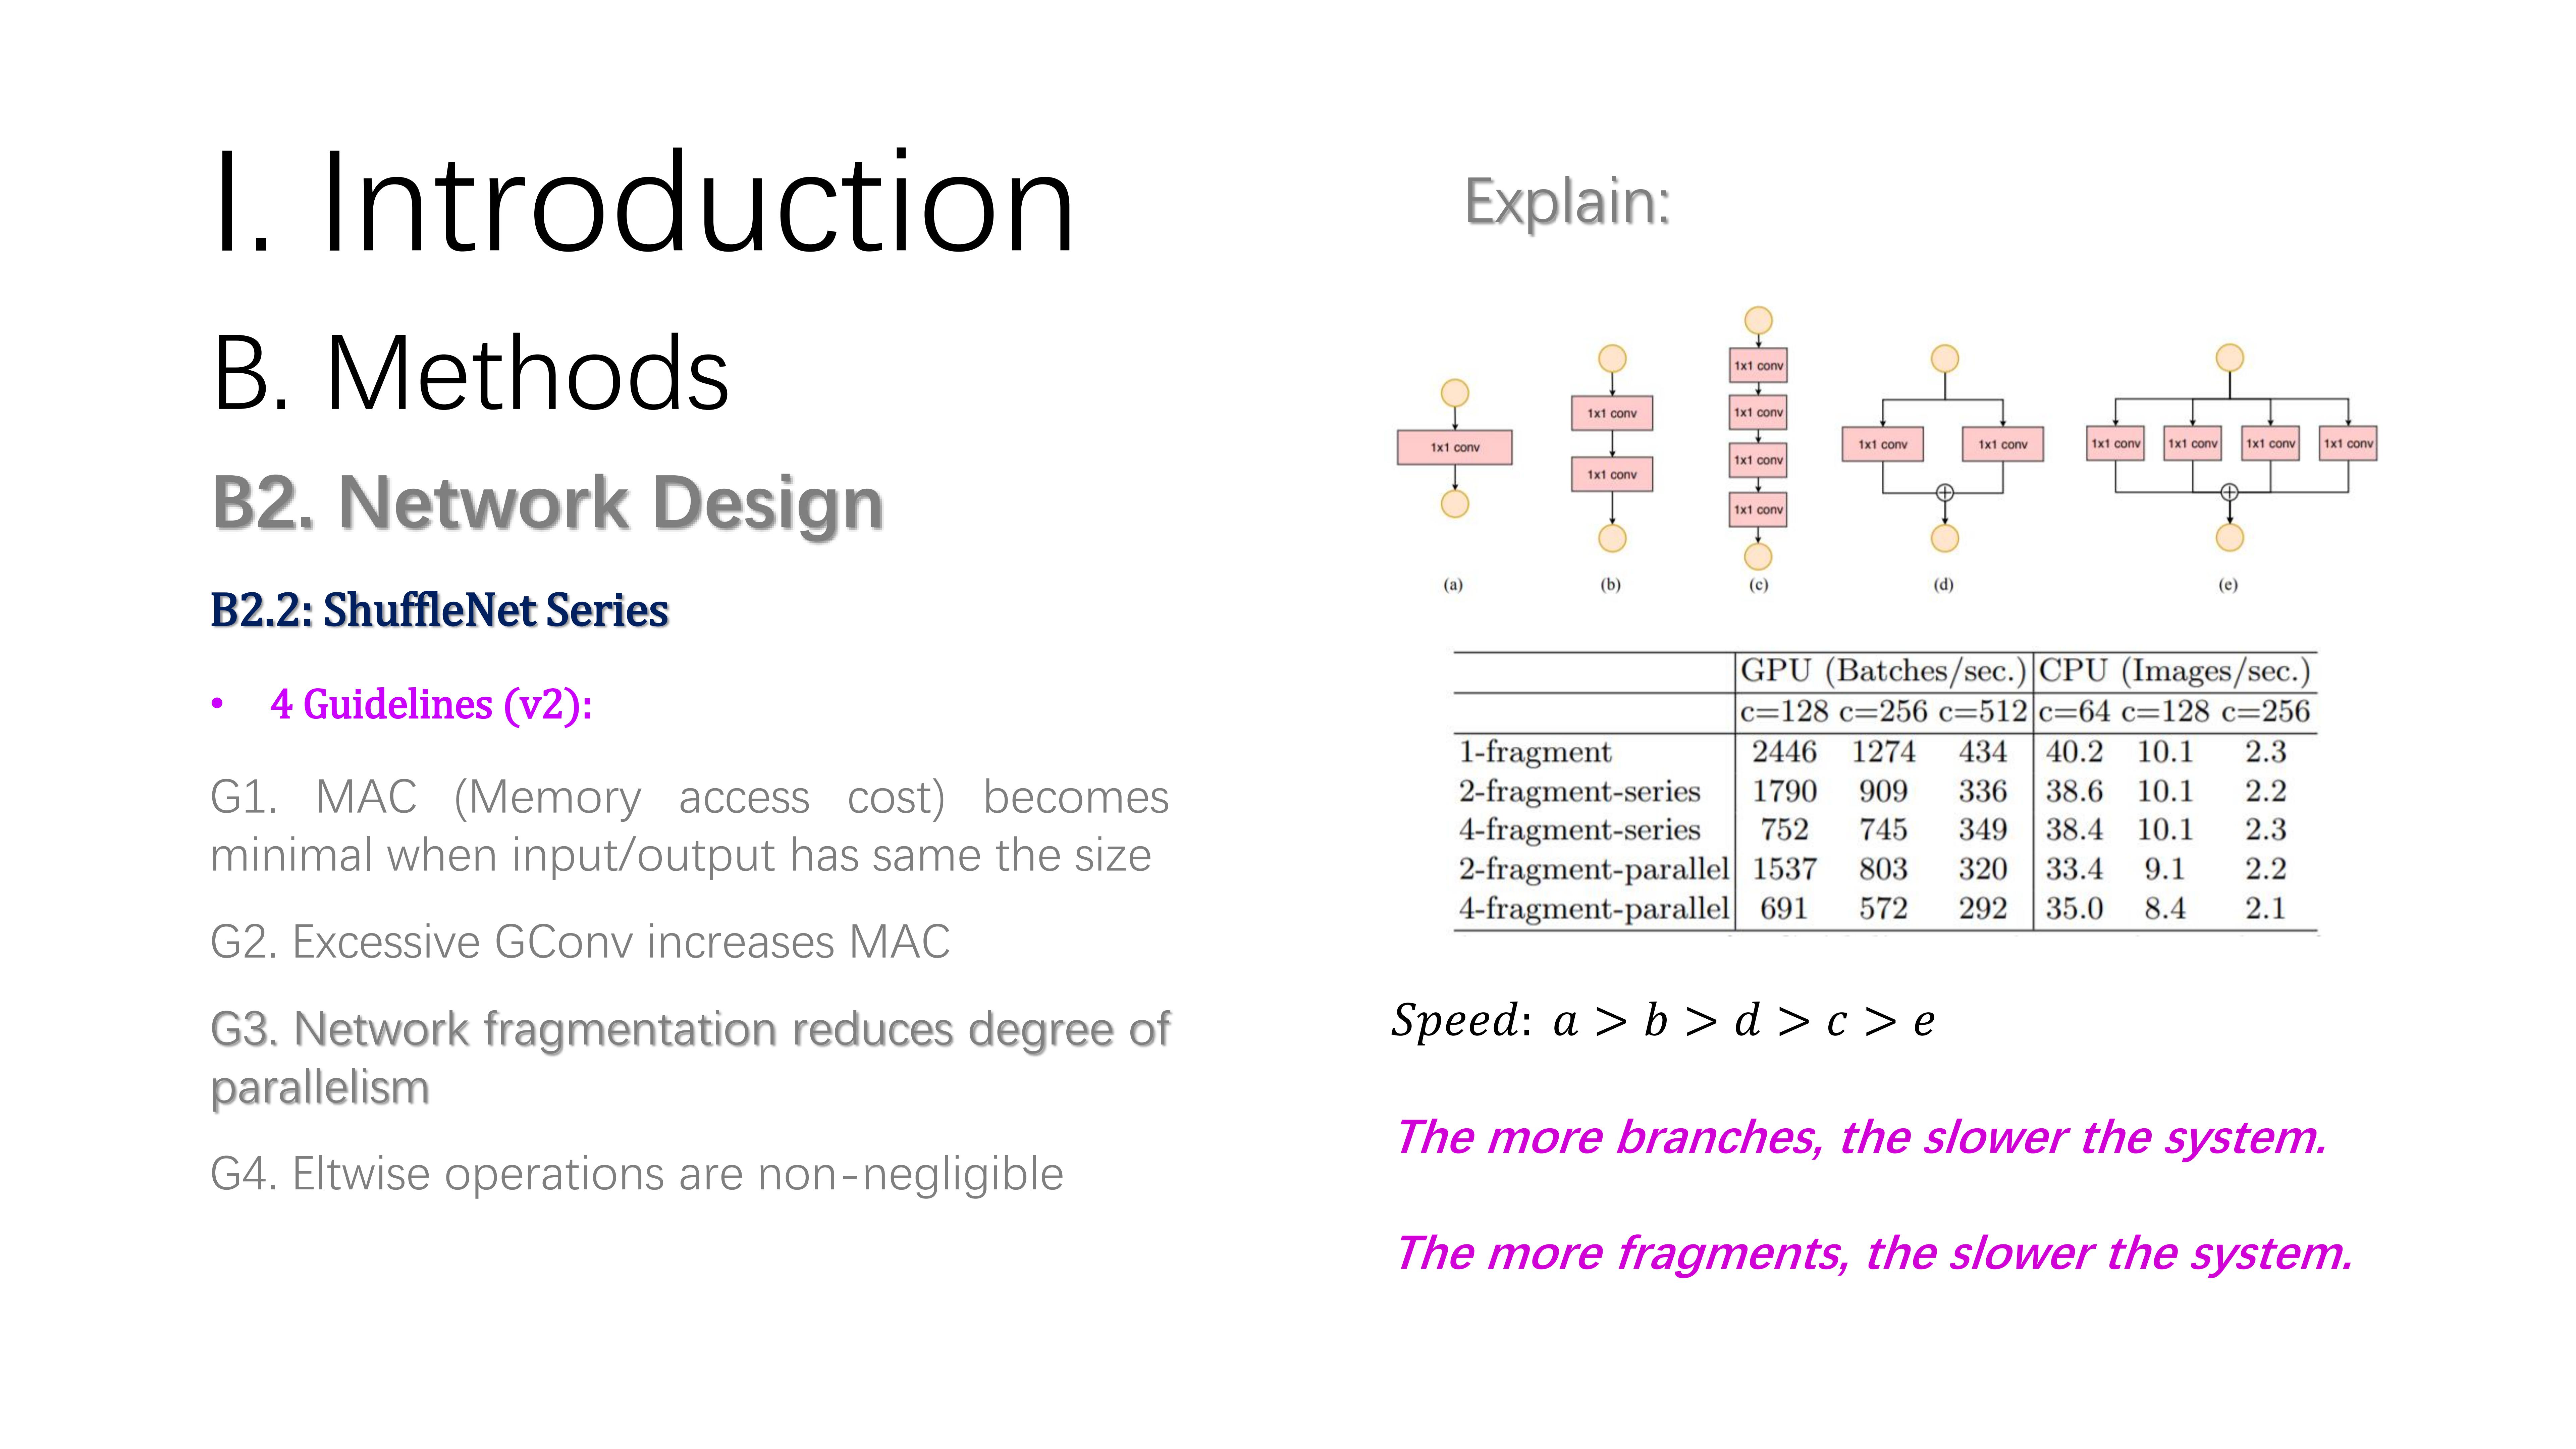 I. Introduction
B. Methods
B2. Network Design
B2.2: ShuffleNet Series
• 4 Guidelines (v2):
G1. MAC (Memory access cost) becomes
minimal when input/output has same the size
G2. Excessive GConv increases MAC
G3. Network fragmentation reduces degree of
parallelism
G4. Eltwise operations are non-negligible
Explain:
1x1 conv
(a)
1x1 conv
1x1 conv
(b)
1x1 conv
1x1 conv
1x1 conv
1x1 conv
(c)
1x1 conv 1x1 conv
(d)
1x1 conv 1x1 conv 1x1 conv 1x1 conv
(e)
GPU (Batches/sec.) CPU (Images/sec.)
c=128 c=256 c=512 c=64 c=128 c=256
1-fragment 2446 1274 434 40.2 10.1 2.3
2-fragment-series 1790 909 336 38.6 10.1 2.2
4-fragment-series 752 745 349 38.4 10.1 2.3
2-fragment-parallel 1537 803 320 33.4 9.1 2.2
4-fragment-parallel 691 572 292 35.0 8.4 2.1
Speed: a > b > d > c > e
The more branches, the slower the system.
The more fragments, the slower the system.